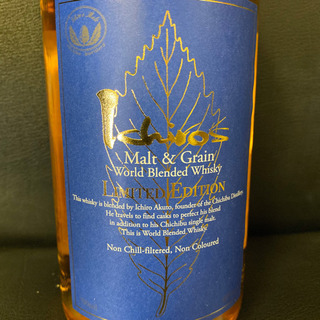 Ichiro's
Malt & Grain
World Blended Whisky
LIMITED EDITION
This whisky is blended by Ichiro Akuto, founder of the Chichibu Distillery.
He travels to find casks to perfect his blend
in addition to his Chichibu single malt.
This is World Blended Whisky.
Non Chill-filtered, Non Coloured